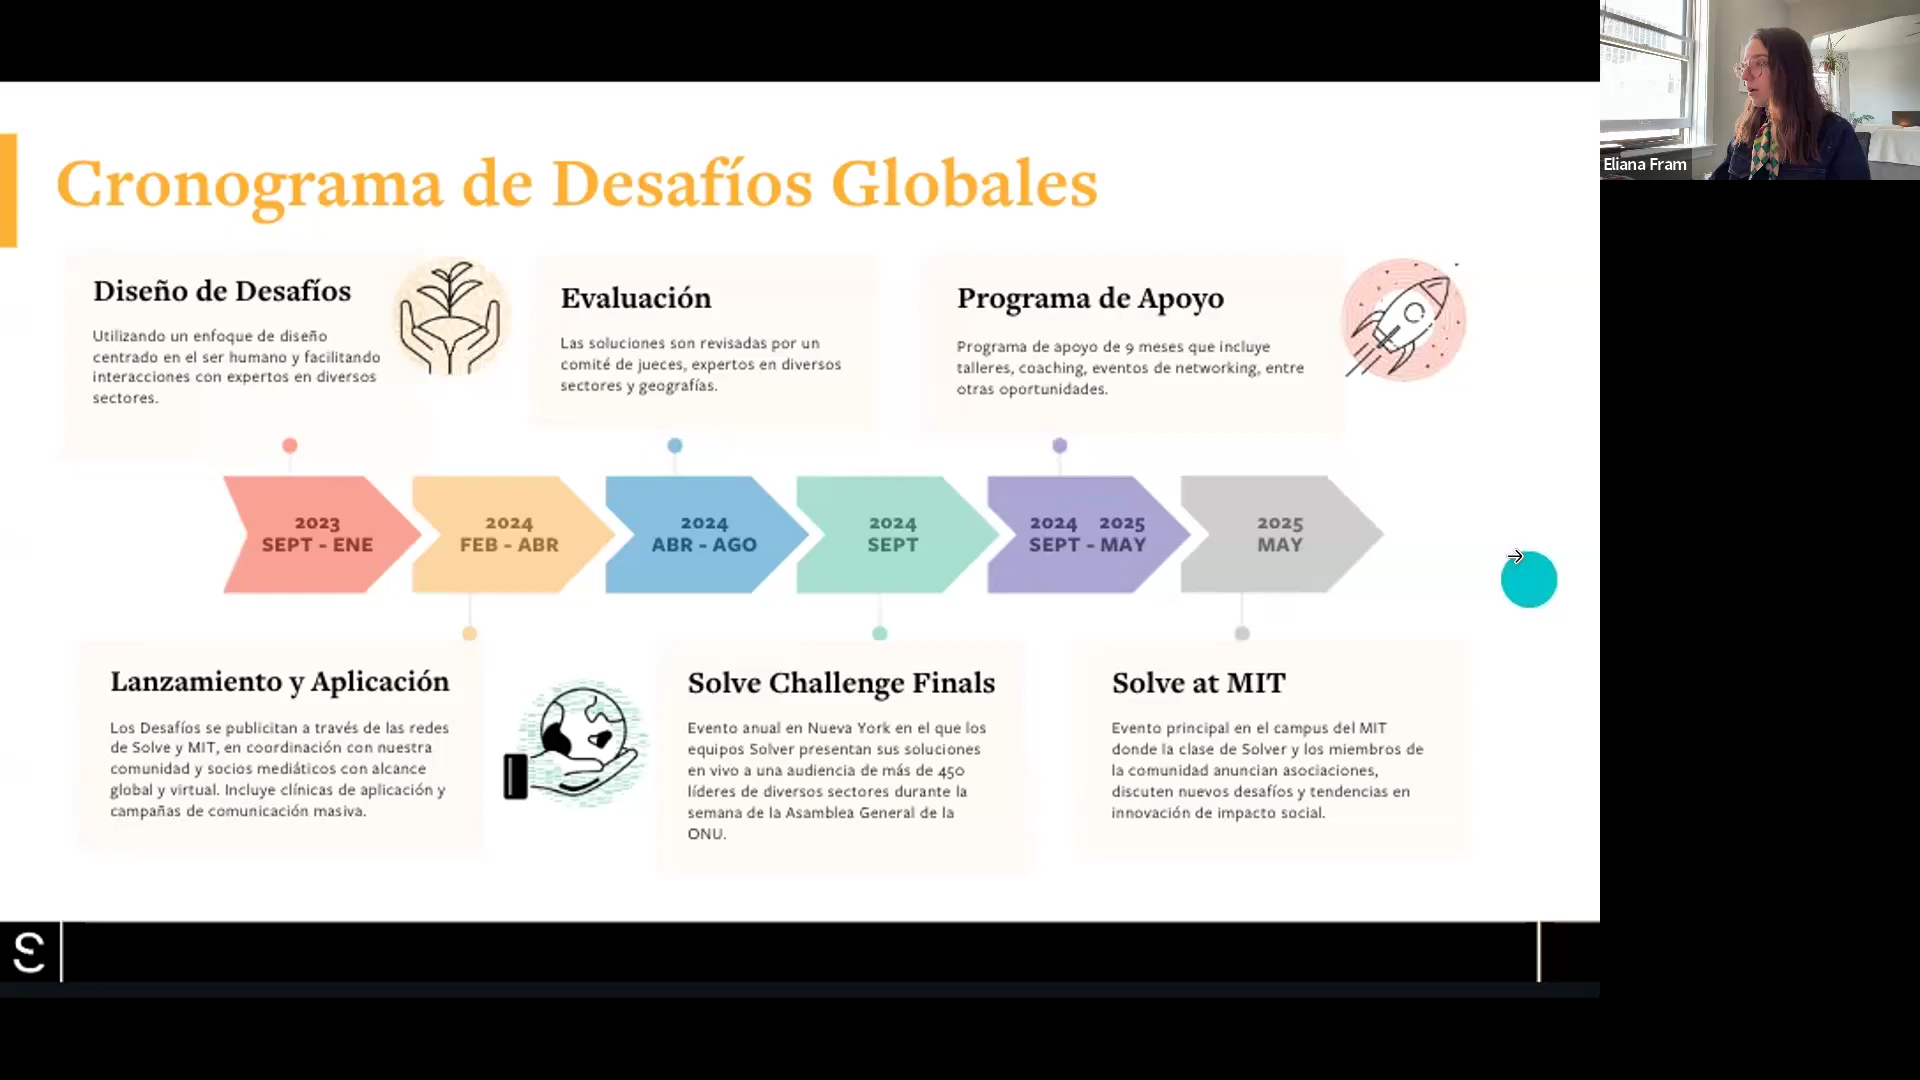 Cronograma de Desafíos Globales
Diseño de Desafíos
Utilizando un enfoque de diseño
centrado en el ser humano y facilitando
interacciones con expertos en diversos
sectores.
Evaluación
Las soluciones son revisadas por un
comité de jueces, expertos en diversos
sectores y geografías.
Programa de Apoyo
Programa de apoyo de 9 meses que incluye
talleres, coaching, eventos de networking, entre
otras oportunidades.
2023
SEPT - ENE
2024
FEB - ABR
2024
ABR - AGO
2024
SEPT
2024 2025
SEPT - MAY
2025
MAY
Lanzamiento y Aplicación
Los Desafíos se publicitan a través de las redes
de Solve y MIT, en coordinación con nuestra
comunidad y socios mediáticos con alcance
global y virtual. Incluye clínicas de aplicación y
campañas de comunicación masiva.
Solve Challenge Finals
Evento anual en Nueva York en el que los
equipos Solver presentan sus soluciones
en vivo a una audiencia de más de 450
líderes de diversos sectores durante la
semana de la Asamblea General de la
ONU.
Solve at MIT
Evento principal en el campus del MIT
donde la clase de Solver y los miembros de
la comunidad anuncian asociaciones,
discuten nuevos desafíos y tendencias en
innovación de impacto social.
Eliana Fram